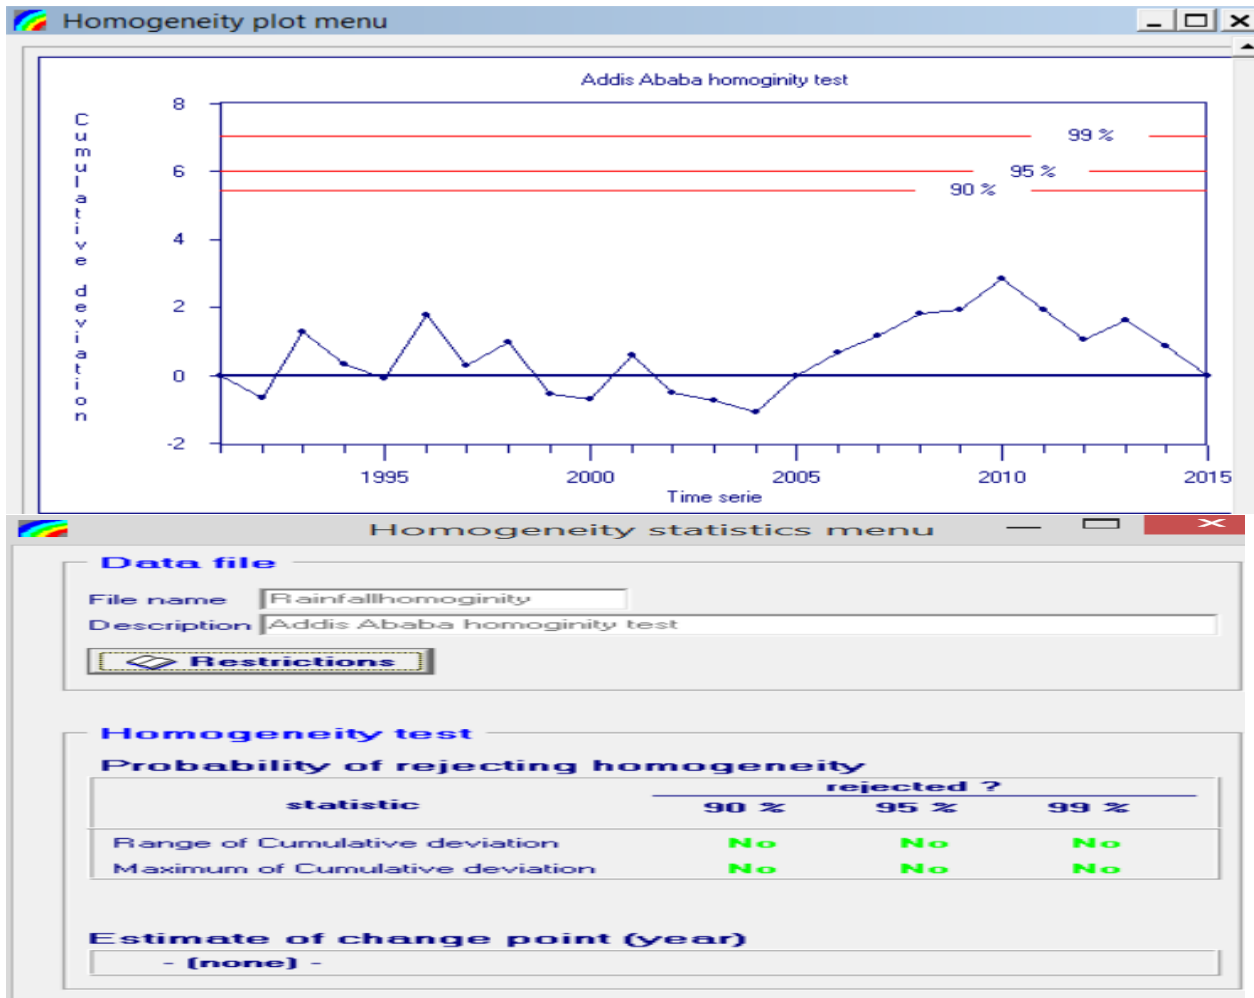 Homogeneity plot menu
Addis Ababa homoginity test
Cumulative deviation
8
6
4
2
0
-2
99 %
95 %
90 %
1995 2000 2005 2010 2015
Time serie
Homogeneity statistics menu
Data file
File name Rainfallhomoginity
Description Addis Ababa homoginity test
Restrictions
Homogeneity test
Probability of rejecting homogeneity
rejected ?
statistic 90 % 95 % 99 %
Range of Cumulative deviation No No No
Maximum of Cumulative deviation No No No
Estimate of change point (year)
- (none) -